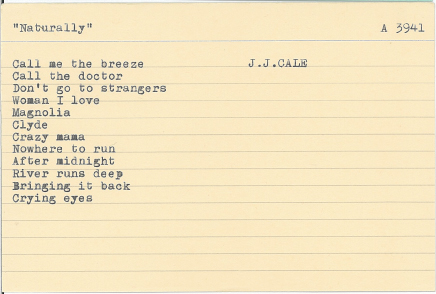 "Naturally" A 3941
Call me the breeze J.J.CALE
Call the doctor
Don't go to strangers
Woman I love
Magnolia
Clyde
Crazy mama
Nowhere to run
After midnight
River runs deep
Bringing it back
Crying eyes